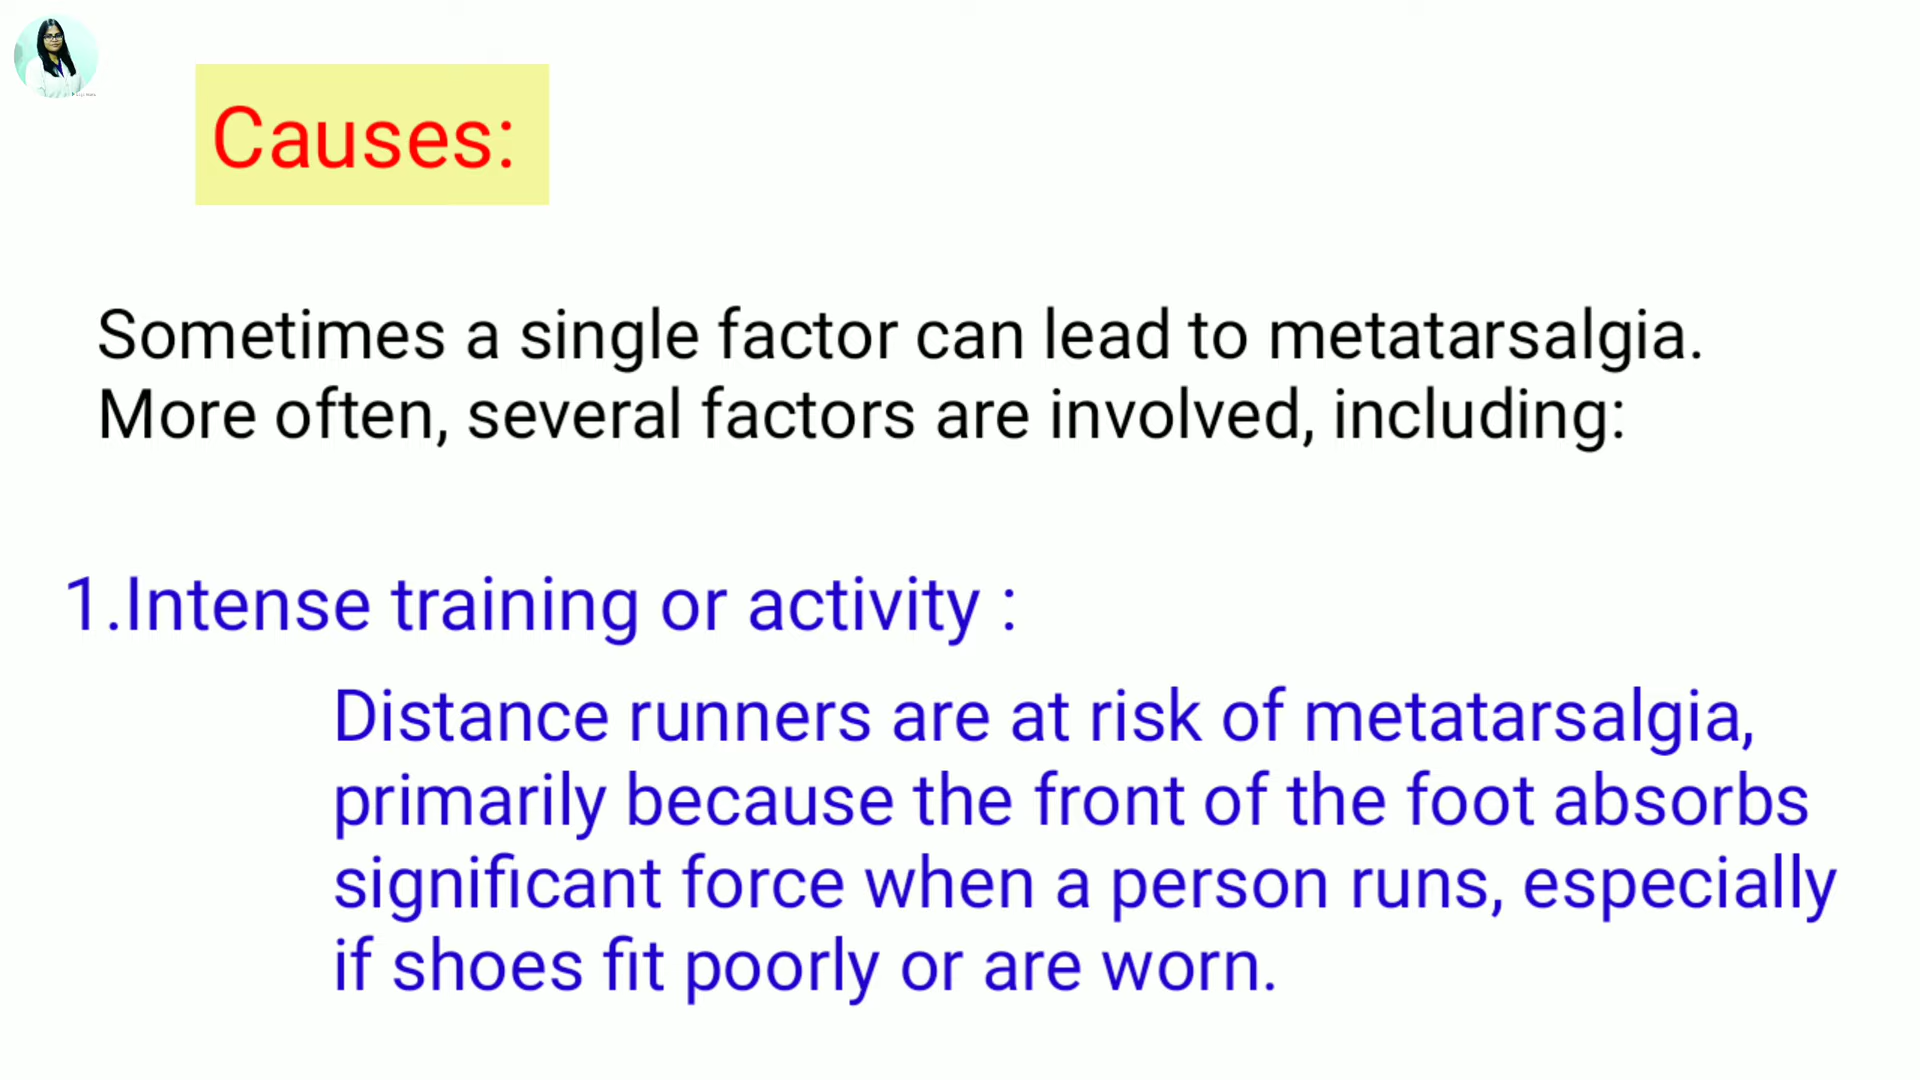 Causes:
Sometimes a single factor can lead to metatarsalgia.
More often, several factors are involved, including:
1.Intense training or activity :
Distance runners are at risk of metatarsalgia,
primarily because the front of the foot absorbs
significant force when a person runs, especially
if shoes fit poorly or are worn.